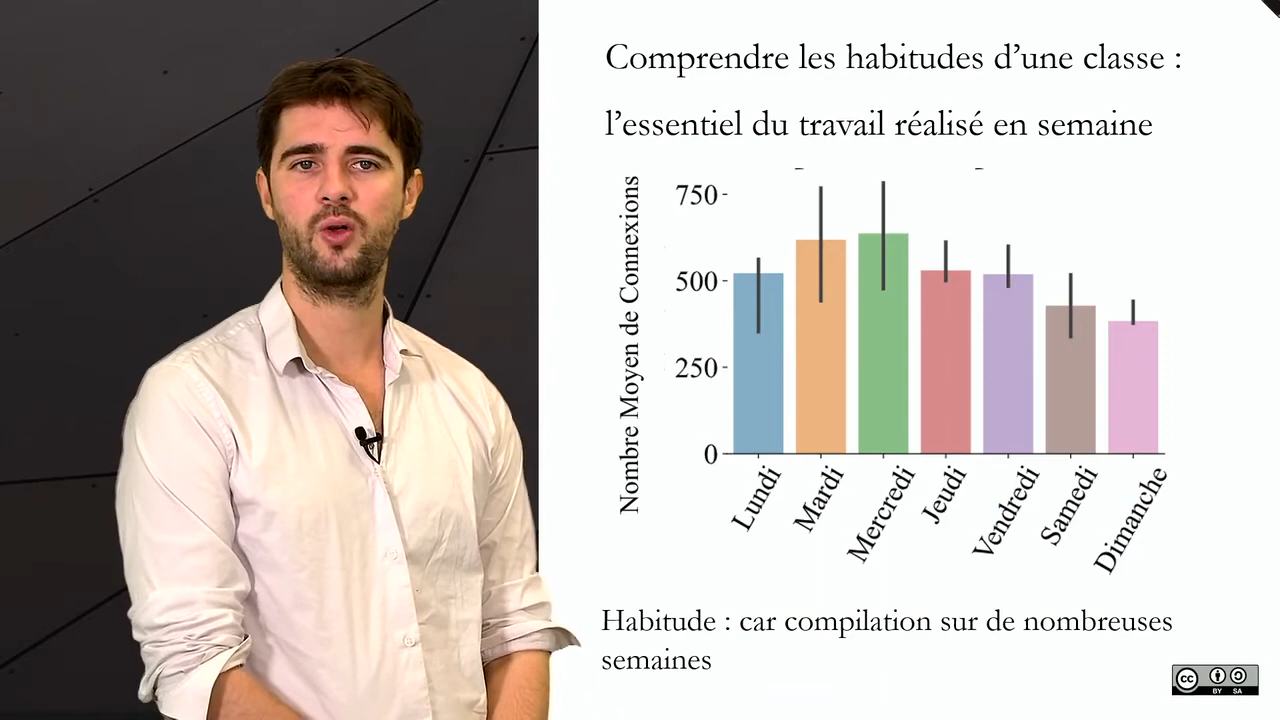 Comprendre les habitudes d’une classe :
l’essentiel du travail réalisé en semaine
Nombre Moyen de Connexions
750
500
250
0
Lundi
Mardi
Mercredi
Jeudi
Vendredi
Samedi
Dimanche
Habitude : car compilation sur de nombreuses
semaines
cc
BY SA